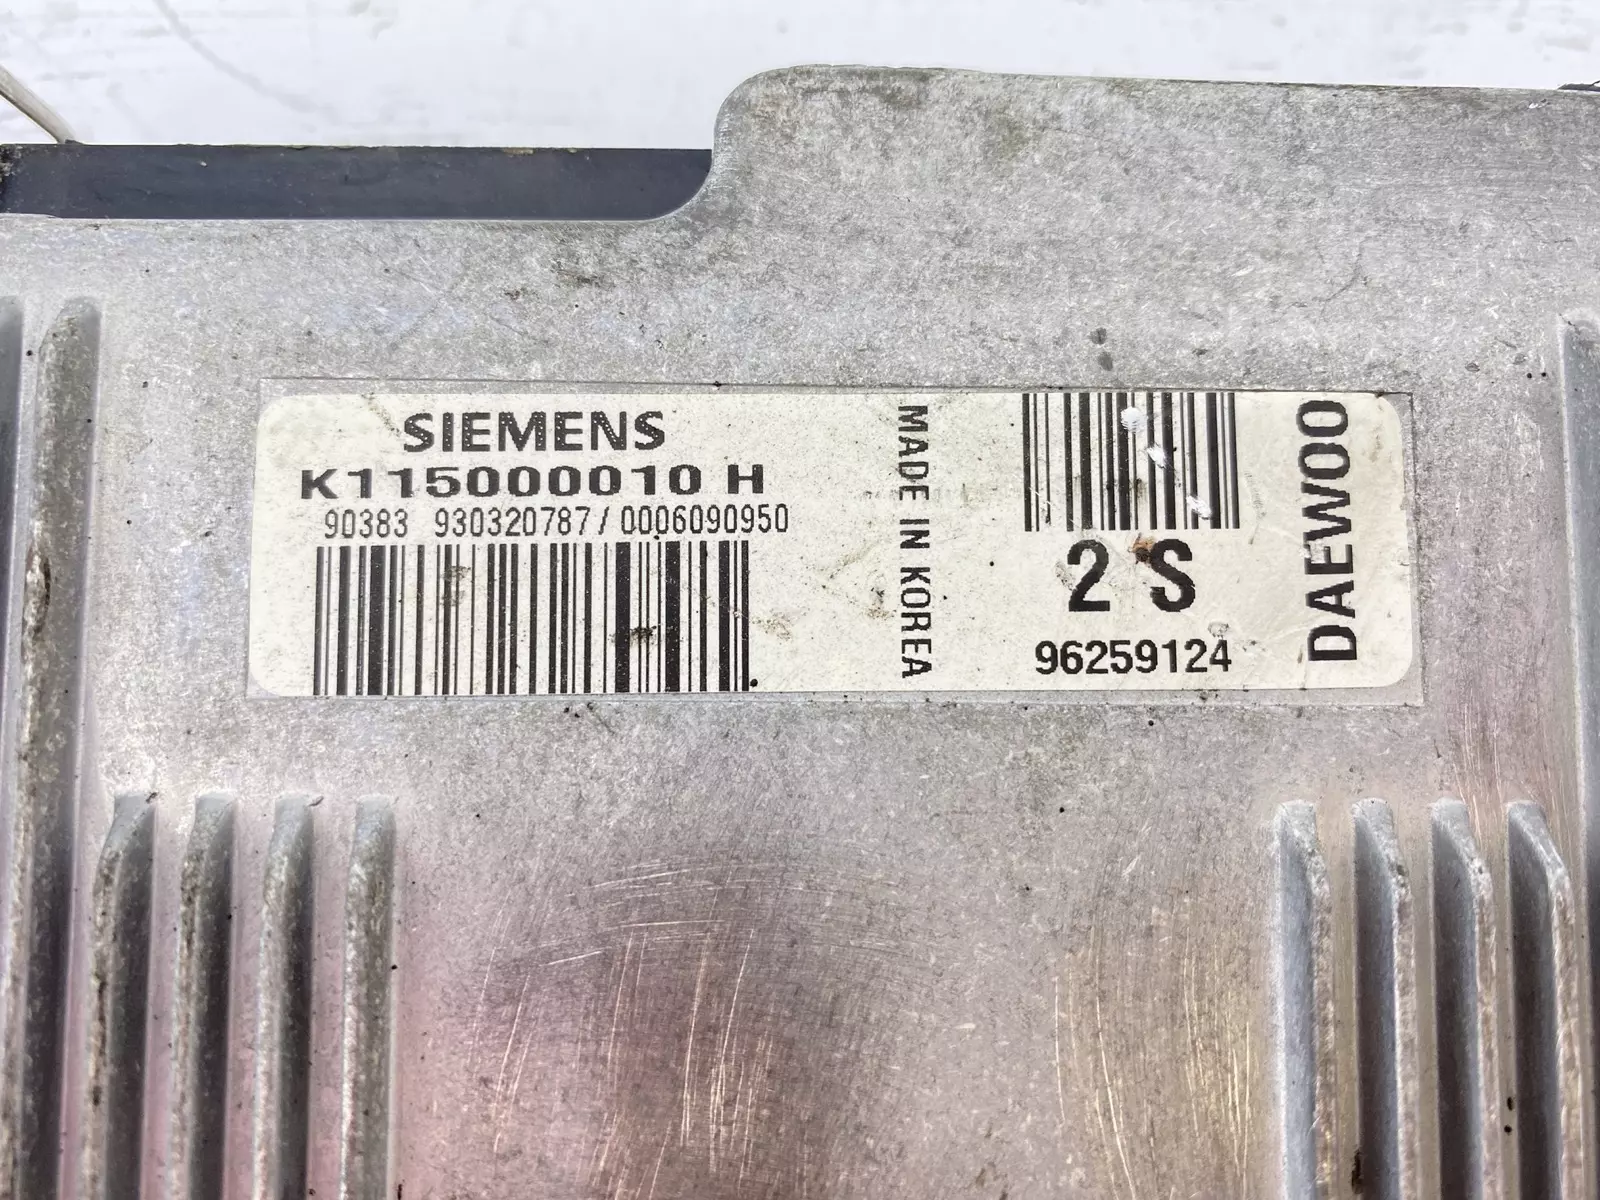 SIEMENS
K115000010 H
90383 930320787/0006090950
MADE IN KOREA
2 S
96259124
DAEWOO